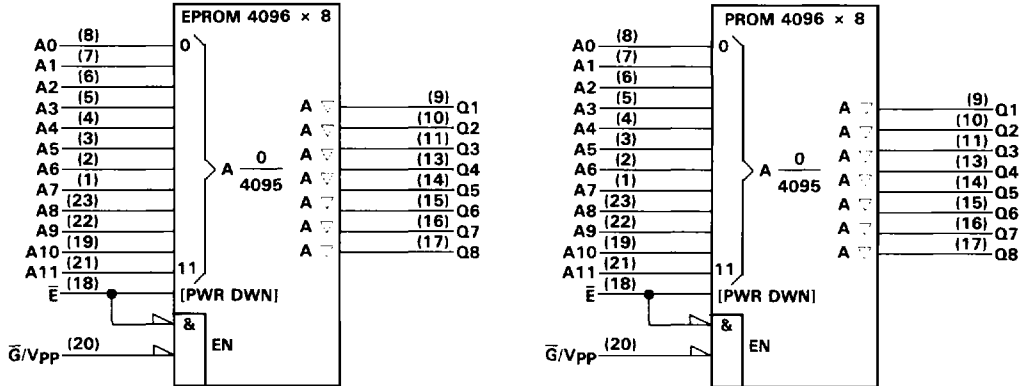 EPROM 4096 × 8
A0 (8) 0
A1 (7)
A2 (6)
A3 (5) A ▽ (9) Q1
A4 (4) A ▽ (10) Q2
A5 (3) A ▽ (11) Q3
A6 (2) A 0/4095 A ▽ (13) Q4
A7 (1) A ▽ (14) Q5
A8 (23) A ▽ (15) Q6
A9 (22) A ▽ (16) Q7
A10 (19) A ▽ (17) Q8
A11 (21) 11
E̅ (18) [PWR DWN]
&
EN
G̅/VPP (20)
PROM 4096 × 8
A0 (8) 0
A1 (7)
A2 (6)
A3 (5) A ▽ (9) Q1
A4 (4) A ▽ (10) Q2
A5 (3) A ▽ (11) Q3
A6 (2) A 0/4095 A ▽ (13) Q4
A7 (1) A ▽ (14) Q5
A8 (23) A ▽ (15) Q6
A9 (22) A ▽ (16) Q7
A10 (19) A ▽ (17) Q8
A11 (21) 11
E̅ (18) [PWR DWN]
&
EN
G̅/VPP (20)